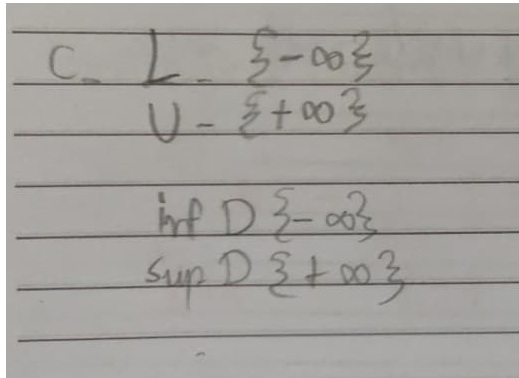 C- L- {-∞}
U- {+∞}
inf D {-∞}
sup D {+∞}